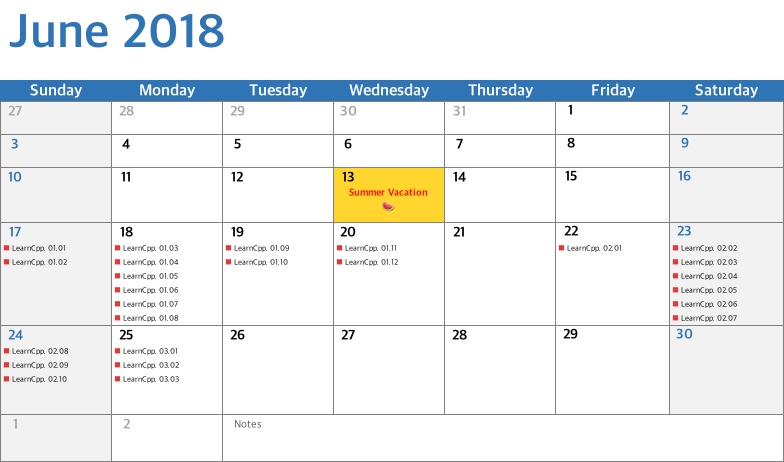 June 2018
Sunday Monday Tuesday Wednesday Thursday Friday Saturday
27 28 29 30 31 1 2
3 4 5 6 7 8 9
10 11 12 13 14 15 16
Summer Vacation
17 18 19 20 21 22 23
LearnCpp. 01.01 LearnCpp. 01.03 LearnCpp. 01.09 LearnCpp. 01.11 LearnCpp. 02.01 LearnCpp. 02.02
LearnCpp. 01.02 LearnCpp. 01.04 LearnCpp. 01.10 LearnCpp. 01.12 LearnCpp. 02.03
LearnCpp. 01.05 LearnCpp. 02.04
LearnCpp. 01.06 LearnCpp. 02.05
LearnCpp. 01.07 LearnCpp. 02.06
LearnCpp. 01.08 LearnCpp. 02.07
24 25 26 27 28 29 30
LearnCpp. 02.08 LearnCpp. 03.01
LearnCpp. 02.09 LearnCpp. 03.02
LearnCpp. 02.10 LearnCpp. 03.03
1 2 Notes